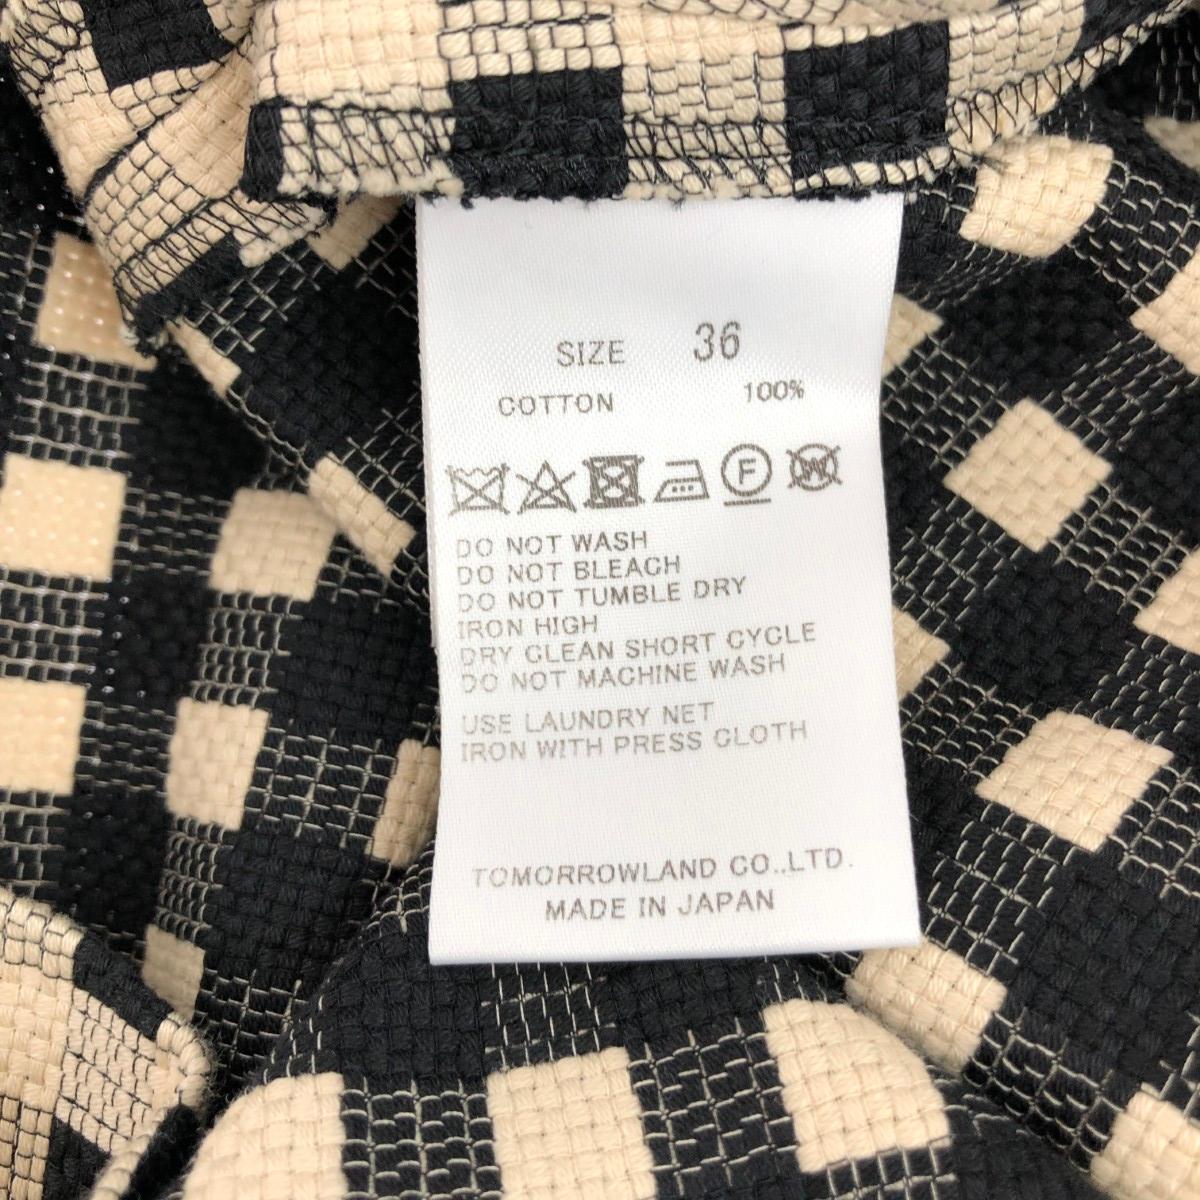 SIZE 36
COTTON 100%
F W
DO NOT WASH
DO NOT BLEACH
DO NOT TUMBLE DRY
IRON HIGH
DRY CLEAN SHORT CYCLE
DO NOT MACHINE WASH
USE LAUNDRY NET
IRON WITH PRESS CLOTH
TOMORROWLAND CO.,LTD.
MADE IN JAPAN